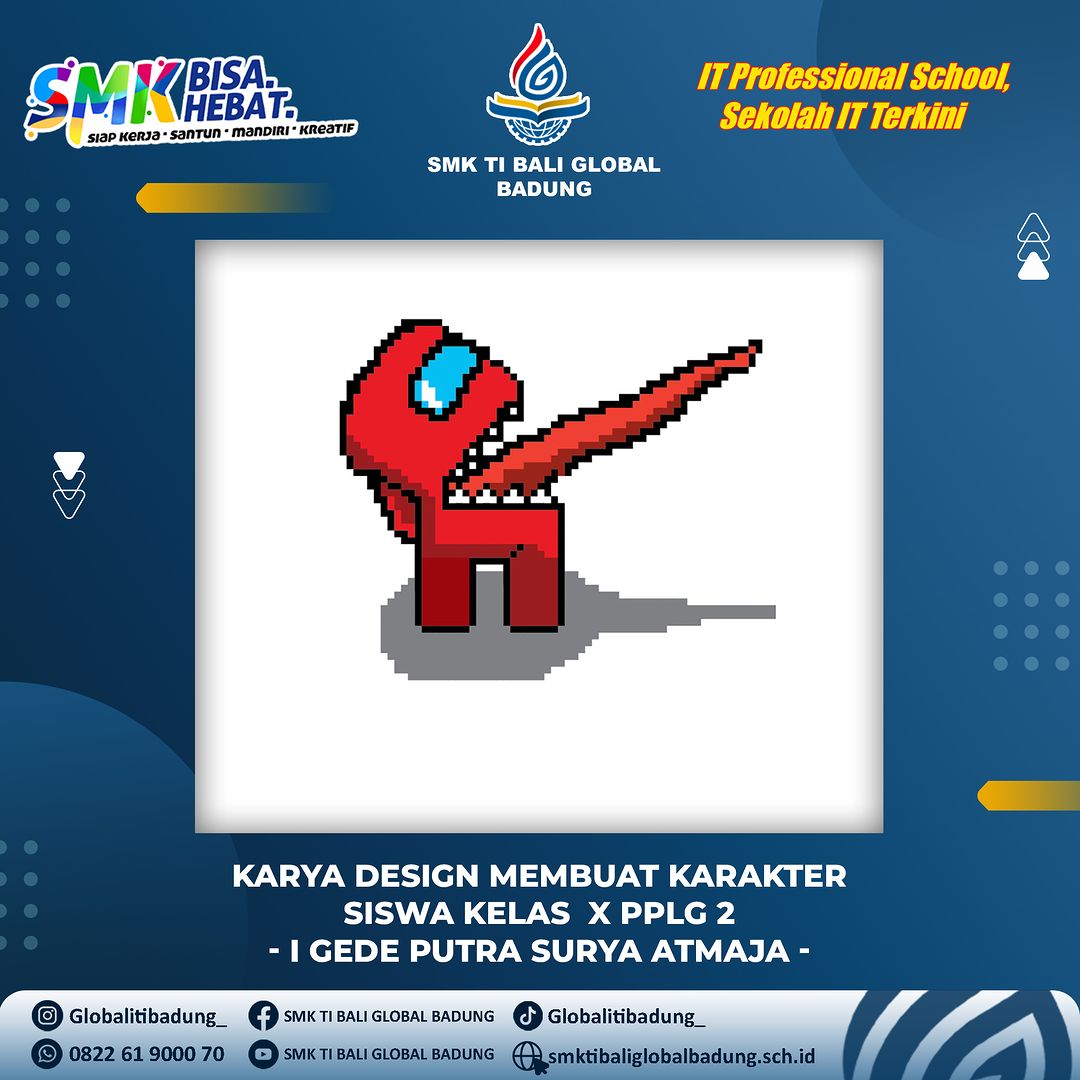 SMK BISA.
HEBAT.
SIAP KERJA • SANTUN • MANDIRI • KREATIF
SMK TI BALI GLOBAL
BADUNG
IT Professional School,
Sekolah IT Terkini
KARYA DESIGN MEMBUAT KARAKTER
SISWA KELAS X PPLG 2
- I GEDE PUTRA SURYA ATMAJA -
Globalitibadung_ SMK TI BALI GLOBAL BADUNG Globalitibadung_
0822 61 9000 70 SMK TI BALI GLOBAL BADUNG smktibaliglobalbadung.sch.id